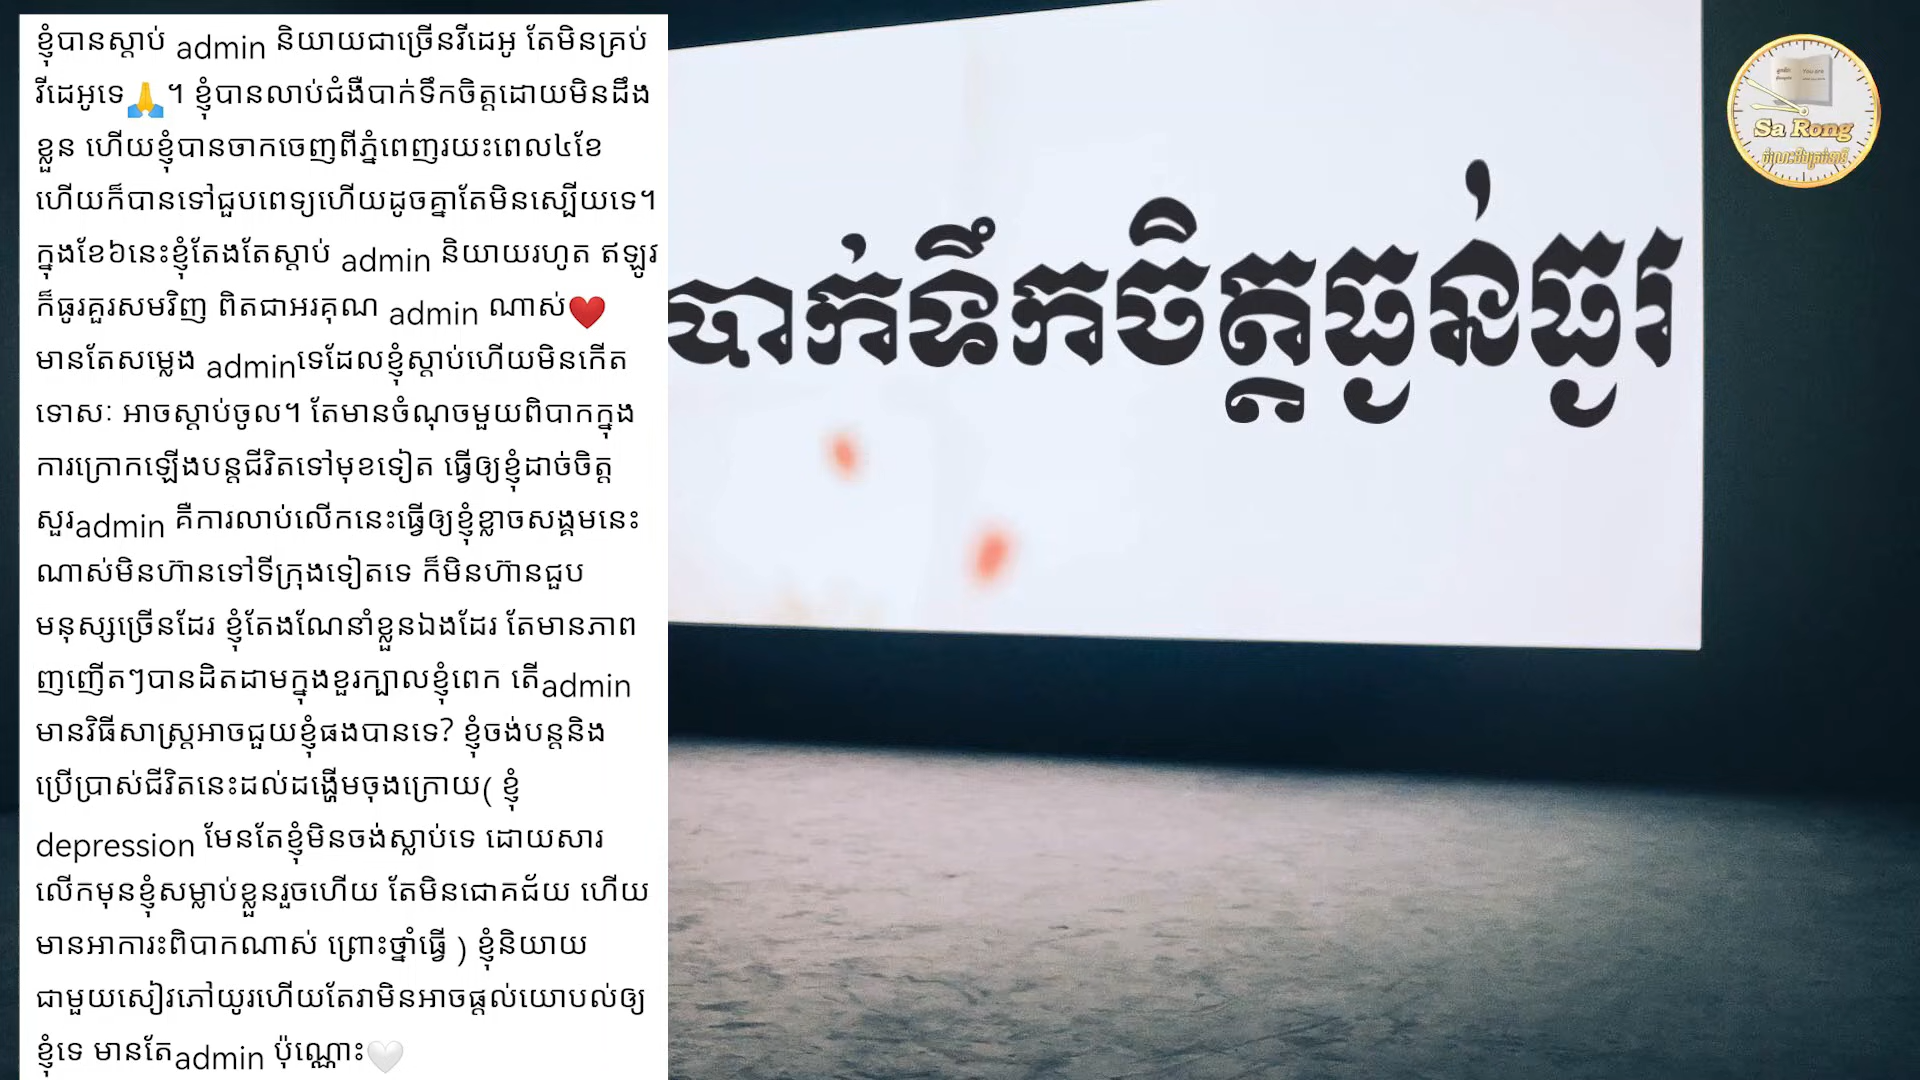 ខ្ញុំបានស្តាប់ admin និយាយជាច្រើនវីដេអូ តែមិនគ្រប់
វីដេអូទេ🙏។ ខ្ញុំបានលាប់ជំងឺបាក់ទឹកចិត្តដោយមិនដឹង
ខ្លួន ហើយខ្ញុំបានចាកចេញពីភ្នំពេញរយះពេល៤ខែ
ហើយក៏បានទៅជួបពេទ្យហើយដូចគ្នាតែមិនស្បើយទេ។
ក្នុងខែ៦នេះខ្ញុំតែងតែស្តាប់ admin និយាយរហូត ឥឡូវ
ក៏ធូរគួរសមវិញ ពិតជាអរគុណ admin ណាស់❤️
មានតែសម្លេង adminទេដែលខ្ញុំស្តាប់ហើយមិនកើត
ទោសៈ អាចស្តាប់ចូល។ តែមានចំណុចមួយពិបាកក្នុង
ការក្រោកឡើងបន្តជីវិតទៅមុខទៀត ធ្វើឲ្យខ្ញុំដាច់ចិត្ត
សួរadmin គឺការលាប់លើកនេះធ្វើឲ្យខ្ញុំខ្លាចសង្គមនេះ
ណាស់មិនហ៊ានទៅទីក្រុងទៀតទេ ក៏មិនហ៊ានជួប
មនុស្សច្រើនដែរ ខ្ញុំតែងណែនាំខ្លួនឯងដែរ តែមានភាព
ញញើតៗបានដិតដាមក្នុងខួរក្បាលខ្ញុំពេក តើadmin
មានវិធីសាស្ត្រអាចជួយខ្ញុំផងបានទេ? ខ្ញុំចង់បន្តនិង
ប្រើប្រាស់ជីវិតនេះដល់ដង្ហើមចុងក្រោយ( ខ្ញុំ
depression មែនតែខ្ញុំមិនចង់ស្លាប់ទេ ដោយសារ
លើកមុនខ្ញុំសម្លាប់ខ្លួនរួចហើយ តែមិនជោគជ័យ ហើយ
មានអាការះពិបាកណាស់ ព្រោះថ្នាំធ្វើ ) ខ្ញុំនិយាយ
ជាមួយសៀវភៅយូរហើយតែវាមិនអាចផ្តល់យោបល់ឲ្យ
ខ្ញុំទេ មានតែadmin ប៉ុណ្ណោះ🤍
បាក់ទឹកចិត្តធ្ងន់ធ្ងរ
You are
Sa Rong